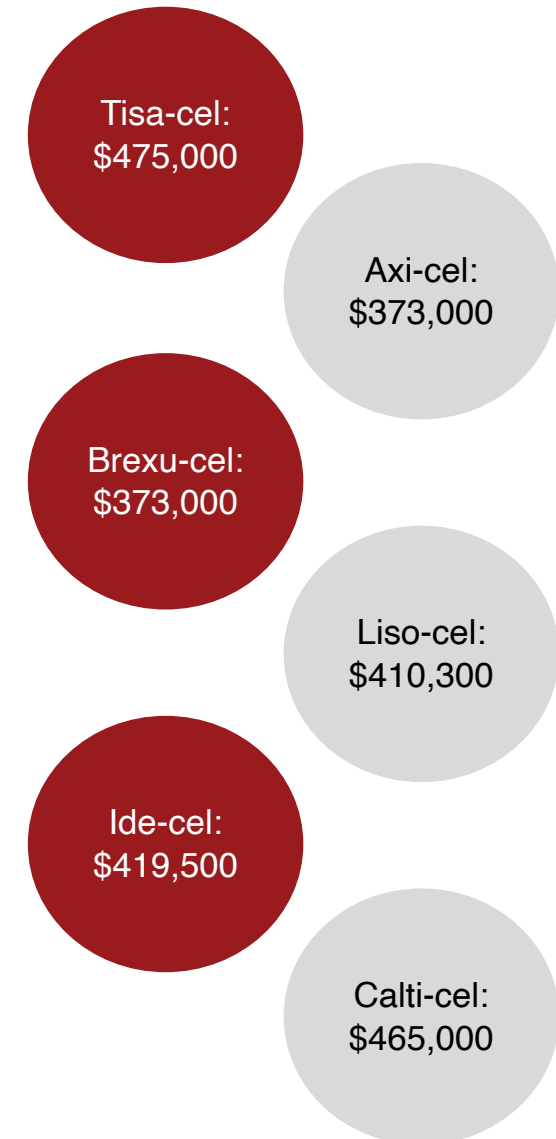 Tisa-cel:
$475,000
Axi-cel:
$373,000
Brexu-cel:
$373,000
Liso-cel:
$410,300
Ide-cel:
$419,500
Calti-cel:
$465,000